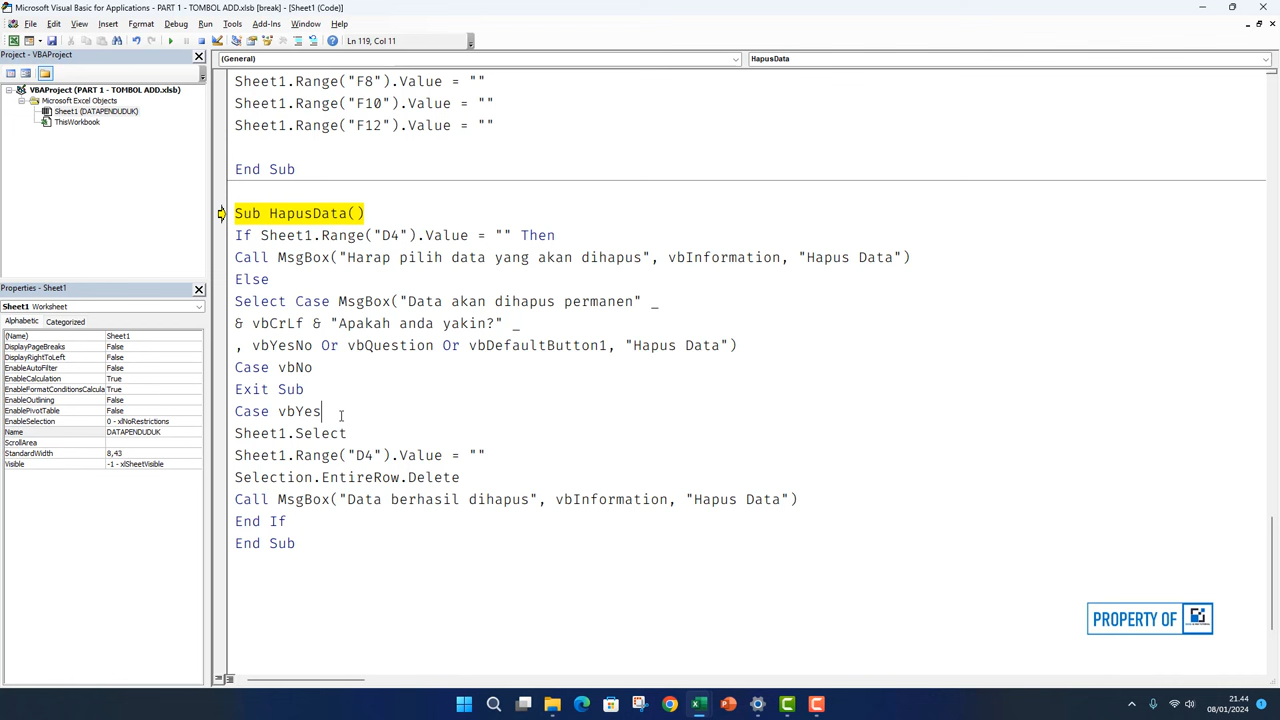 Microsoft Visual Basic for Applications - PART 1 - TOMBOL ADD.xlsb [break] - [Sheet1 (Code)]
File Edit View Insert Format Debug Run Tools Add-Ins Window Help
Ln 119, Col 11
Project - VBAProject
(General) HapusData
VBAProject (PART 1 - TOMBOL ADD.xlsb)
Microsoft Excel Objects
Sheet1 (DATAPENDUDUK)
ThisWorkbook
Properties - Sheet1
Sheet1 Worksheet
Alphabetic Categorized
(Name) Sheet1
DisplayPageBreaks False
DisplayRightToLeft False
EnableAutoFilter False
EnableCalculation True
EnableFormatConditionsCalcula True
EnableOutlining False
EnablePivotTable False
EnableSelection 0 - xlNoRestrictions
Name DATAPENDUDUK
ScrollArea
StandardWidth 8,43
Visible -1 - xlSheetVisible
Sheet1.Range("F8").Value = ""
Sheet1.Range("F10").Value = ""
Sheet1.Range("F12").Value = ""
End Sub
Sub HapusData()
If Sheet1.Range("D4").Value = "" Then
Call MsgBox("Harap pilih data yang akan dihapus", vbInformation, "Hapus Data")
Else
Select Case MsgBox("Data akan dihapus permanen" _
& vbCrLf & "Apakah anda yakin?" _
, vbYesNo Or vbQuestion Or vbDefaultButton1, "Hapus Data")
Case vbNo
Exit Sub
Case vbYes
Sheet1.Select
Sheet1.Range("D4").Value = ""
Selection.EntireRow.Delete
Call MsgBox("Data berhasil dihapus", vbInformation, "Hapus Data")
End If
End Sub
PROPERTY OF
21.44
08/01/2024